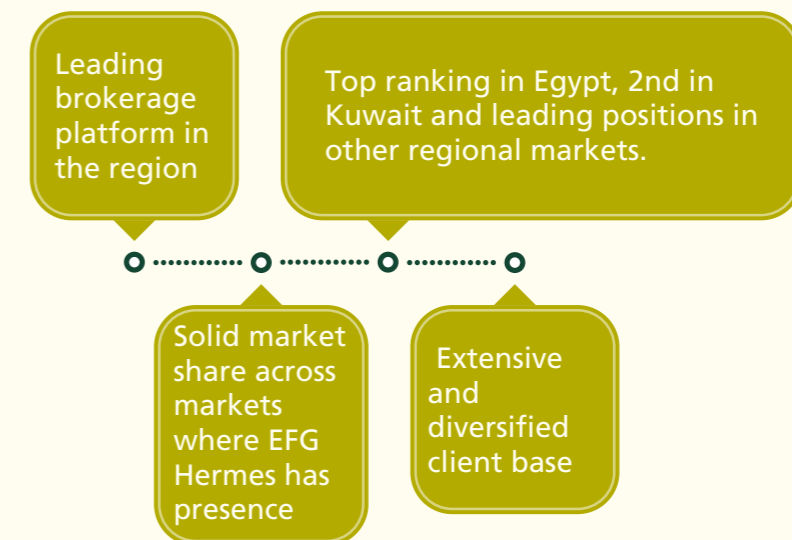 Leading
brokerage
platform in
the region
Top ranking in Egypt, 2nd in
Kuwait and leading positions in
other regional markets.
Solid market
share across
markets
where EFG
Hermes has
presence
Extensive
and
diversified
client base